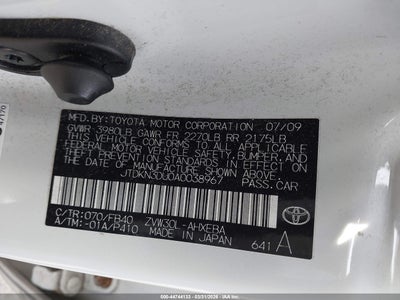 MFD. BY: TOYOTA MOTOR CORPORATION 07/09
GVWR 3980LB GAWR FR 2270LB RR 2175LB
THIS VEHICLE CONFORMS TO ALL APPLICABLE
FEDERAL MOTOR VEHICLE SAFETY, BUMPER, AND
THEFT PREVENTION STANDARDS IN EFFECT ON
THE DATE OF MANUFACTURE SHOWN ABOVE.
JTDKN3DU0A0038967 PASS.CAR
C/TR: 070/FB40 ZVW30L-AHXEBA
A/TM: -01A/P410 MADE IN JAPAN
641 A
TOYOTA